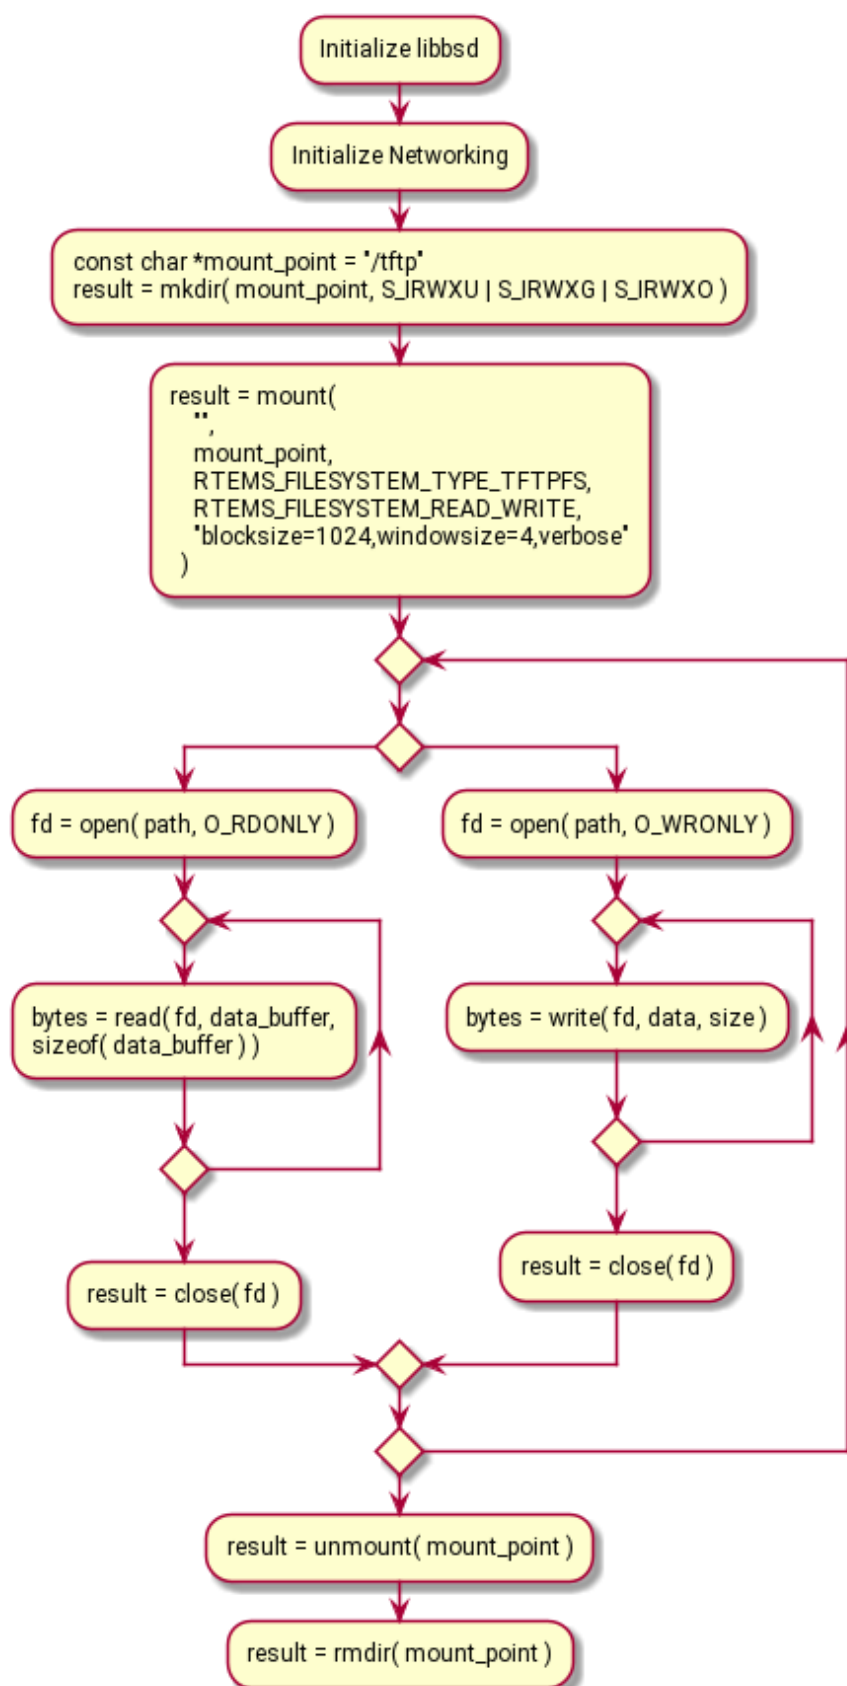 Initialize libbsd
Initialize Networking
const char *mount_point = "/tftp"
result = mkdir( mount_point, S_IRWXU | S_IRWXG | S_IRWXO )
result = mount(
"",
mount_point,
RTEMS_FILESYSTEM_TYPE_TFTPFS,
RTEMS_FILESYSTEM_READ_WRITE,
"blocksize=1024,windowsize=4,verbose"
)
fd = open( path, O_RDONLY )
bytes = read( fd, data_buffer,
sizeof( data_buffer ) )
result = close( fd )
fd = open( path, O_WRONLY )
bytes = write( fd, data, size )
result = close( fd )
result = unmount( mount_point )
result = rmdir( mount_point )